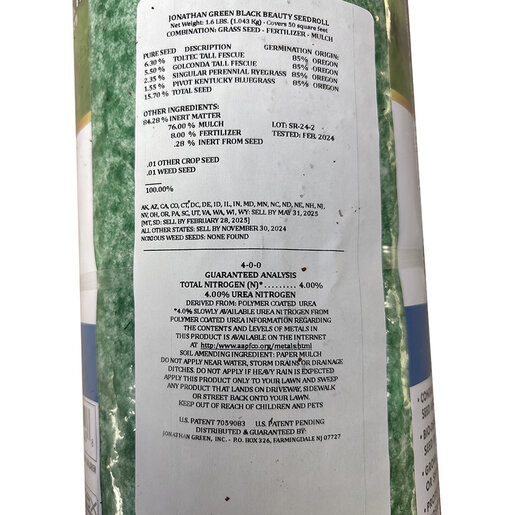 JONATHAN GREEN BLACK BEAUTY SEEDROLL
Net Weight: 1.6 LBS. (1.043 Kg) - Covers 50 square feet
COMBINATION: GRASS SEED - FERTILIZER - MULCH
PURE SEED DESCRIPTION GERMINATION ORIGIN:
6.30 % TOLTEC TALL FESCUE 85% OREGON
5.50 % GOLCONDA TALL FESCUE 85% OREGON
2.35 % SINGULAR PERENNIAL RYEGRASS 85% OREGON
1.55 % PIVOT KENTUCKY BLUEGRASS 85% OREGON
15.70 % TOTAL SEED
OTHER INGREDIENTS:
84.28 % INERT MATTER
76.00 % MULCH LOT: SR-24-2
8.00 % FERTILIZER TESTED: FEB. 2024
.28 % INERT FROM SEED
.01 OTHER CROP SEED
.01 WEED SEED
100.00%
AK, AZ, CA, CO, CT, DC, DE, ID, IL, IN, MD, MN, NC, ND, NE, NH, NJ,
NV, OH, OR, PA, SC, UT, VA, WA, WI, WY: SELL BY MAY 31, 2025
[MT, SD: SELL BY FEBRUARY 28, 2025]
ALL OTHER STATES: SELL BY NOVEMBER 30, 2024
NOXIOUS WEED SEEDS: NONE FOUND
4-0-0
GUARANTEED ANALYSIS
TOTAL NITROGEN (N)*.......... 4.00%
4.00% UREA NITROGEN
DERIVED FROM: POLYMER COATED UREA
*4.0% SLOWLY AVAILABLE UREA NITROGEN FROM
POLYMER COATED UREA INFORMATION REGARDING
THE CONTENTS AND LEVELS OF METALS IN
THIS PRODUCT IS AVAILABLE ON THE INTERNET
AT http://www.aapfco.org/metals.html
SOIL AMENDING INGREDIENT: PAPER MULCH
DO NOT APPLY NEAR WATER, STORM DRAINS OR DRAINAGE
DITCHES. DO NOT APPLY IF HEAVY RAIN IS EXPECTED
APPLY THIS PRODUCT ONLY TO YOUR LAWN AND SWEEP
ANY PRODUCT THAT LANDS ON DRIVEWAY, SIDEWALK
OR STREET BACK ONTO YOUR LAWN.
KEEP OUT OF REACH OF CHILDREN AND PETS
U.S. PATENT 7059083 U.S. PATENT PENDING
DISTRIBUTED & GUARANTEED BY:
JONATHAN GREEN, INC. - P.O. BOX 326, FARMINGDALE NJ 07727